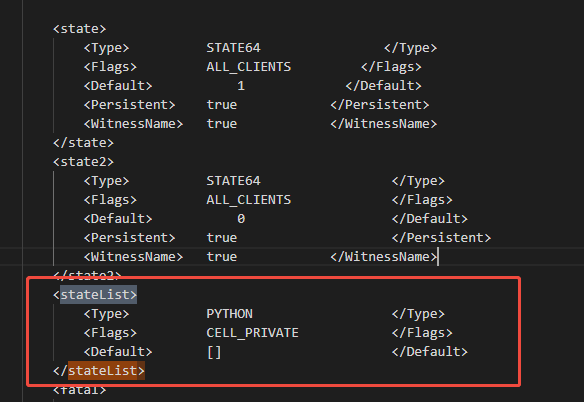 <state>
<Type> STATE64 </Type>
<Flags> ALL_CLIENTS </Flags>
<Default> 1 </Default>
<Persistent> true </Persistent>
<WitnessName> true </WitnessName>
</state>
<state2>
<Type> STATE64 </Type>
<Flags> ALL_CLIENTS </Flags>
<Default> 0 </Default>
<Persistent> true </Persistent>
<WitnessName> true </WitnessName>
</state2>
<stateList>
<Type> PYTHON </Type>
<Flags> CELL_PRIVATE </Flags>
<Default> [] </Default>
</stateList>
<fatal>